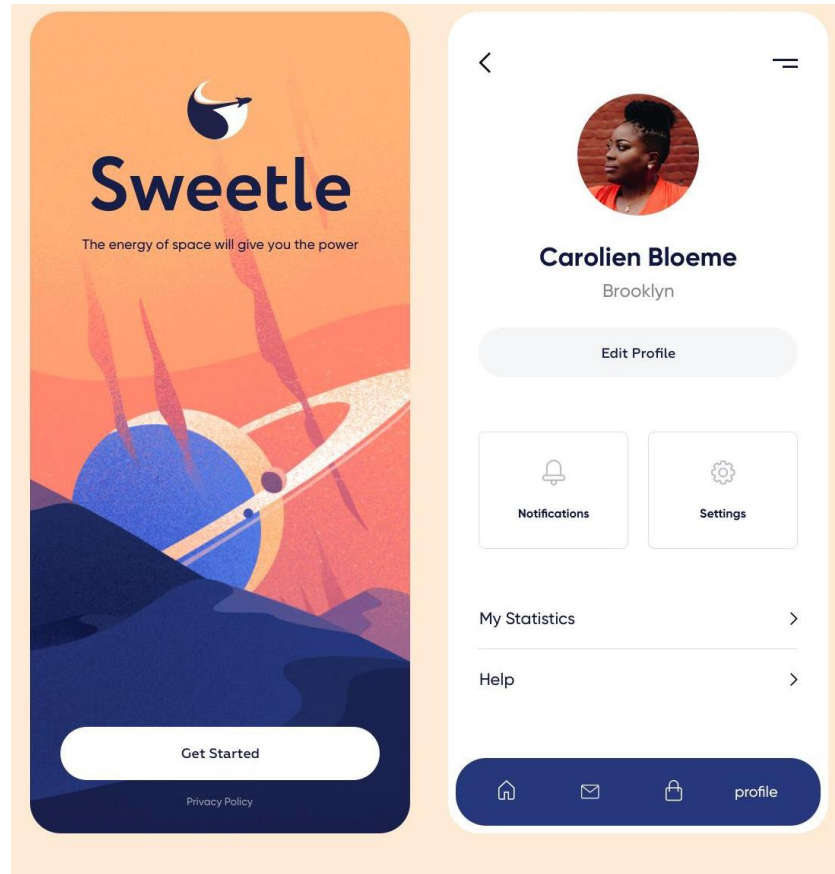 Sweetle
The energy of space will give you the power
Get Started
Privacy Policy
Carolien Bloeme
Brooklyn
Edit Profile
Notifications
Settings
My Statistics
Help
profile